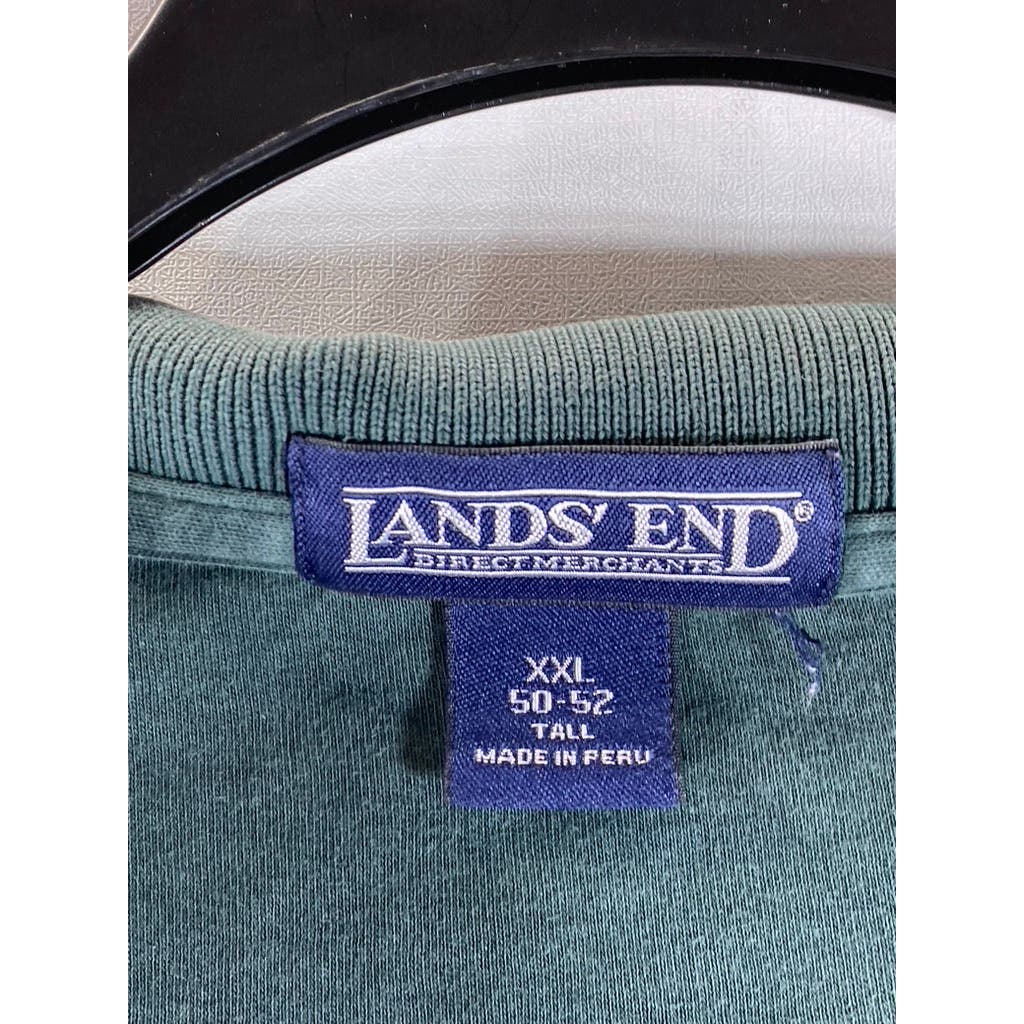 LANDS' END®
DIRECT MERCHANTS
XXL
50-52
TALL
MADE IN PERU